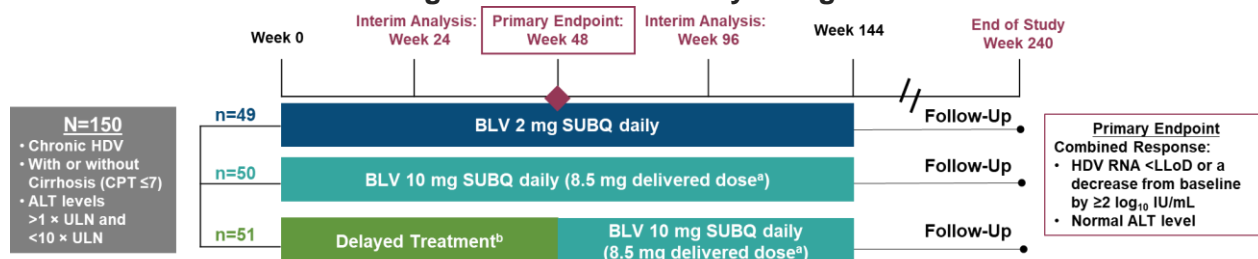 Week 0
Interim Analysis:
Week 24
Primary Endpoint:
Week 48
Interim Analysis:
Week 96
Week 144
End of Study
Week 240
N=150
• Chronic HDV
• With or without
Cirrhosis (CPT ≤7)
• ALT levels
>1 × ULN and
<10 × ULN
n=49
BLV 2 mg SUBQ daily
Follow-Up
n=50
BLV 10 mg SUBQ daily (8.5 mg delivered doseᵃ)
Follow-Up
n=51
Delayed Treatmentᵇ
BLV 10 mg SUBQ daily
(8.5 mg delivered doseᵃ)
Follow-Up
Primary Endpoint
Combined Response:
• HDV RNA <LLoD or a
decrease from baseline
by ≥2 log₁₀ IU/mL
• Normal ALT level